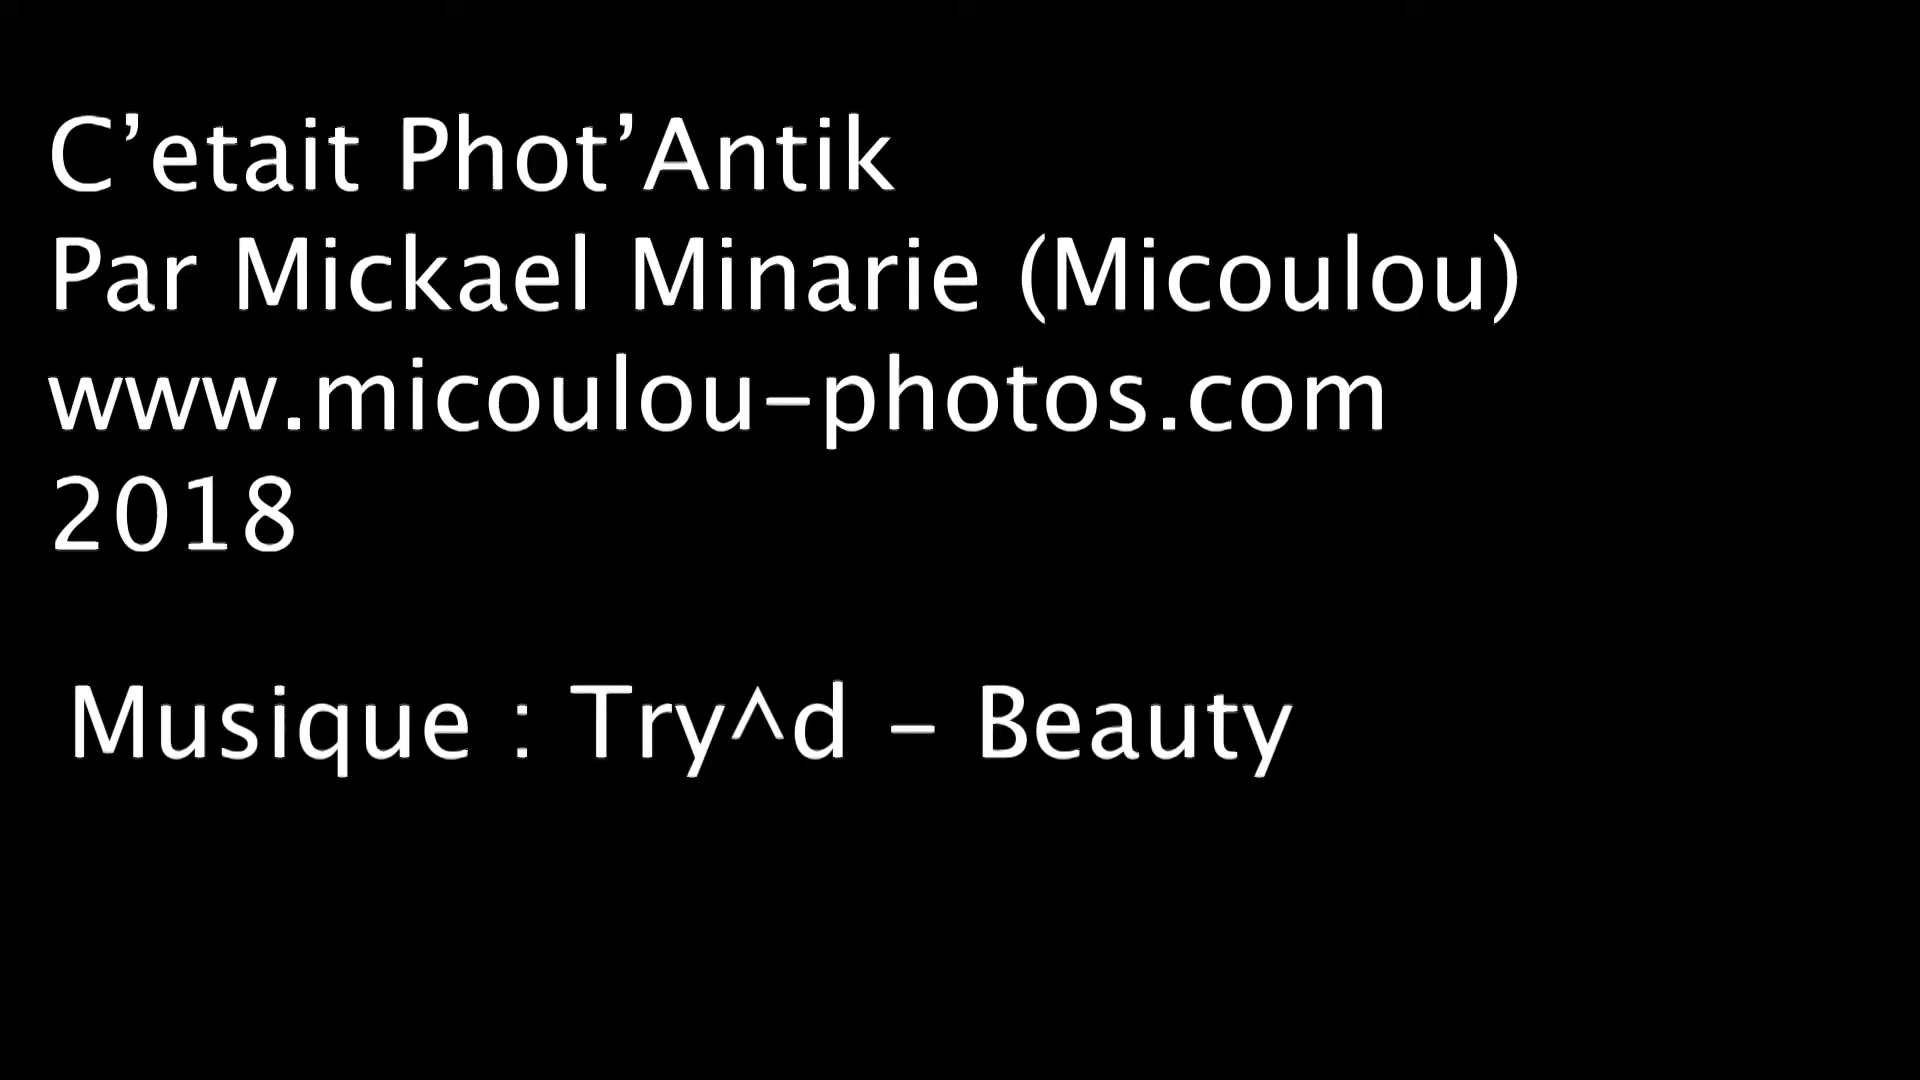 C’etait Phot’Antik
Par Mickael Minarie (Micoulou)
www.micoulou-photos.com
2018
Musique : Try^d - Beauty